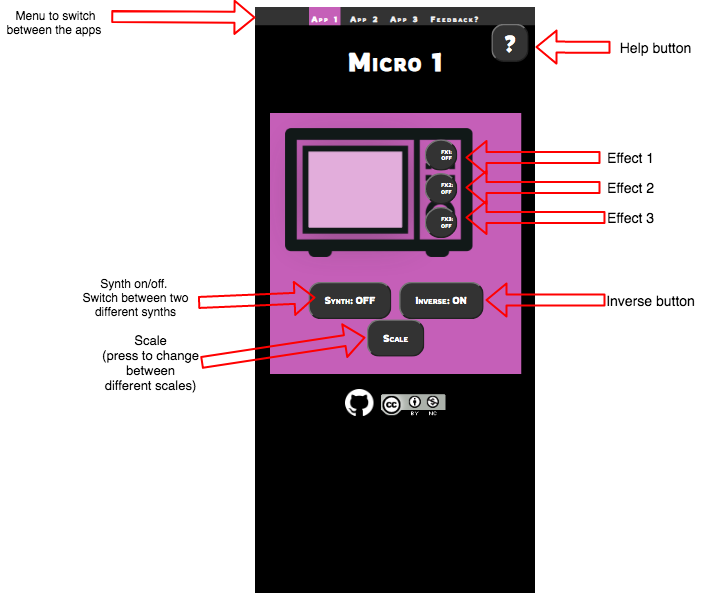 Menu to switch
between the apps
App 1 App 2 App 3 Feedback?
?
Help button
Micro 1
FX1:
OFF
Effect 1
FX2:
OFF
Effect 2
FX3:
OFF
Effect 3
Synth on/off.
Switch between two
different synths
Synth: OFF
Inverse: ON
Inverse button
Scale
(press to change
between
different scales)
Scale
cc
BY NC